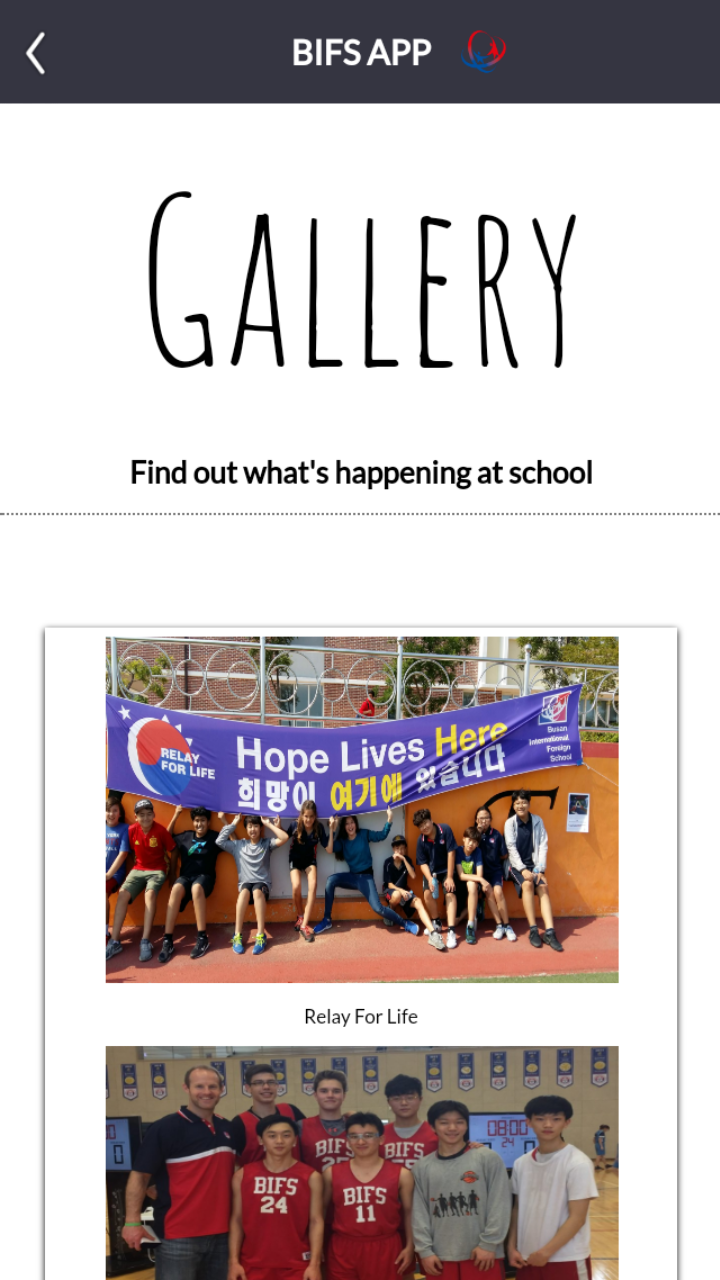 BIFS APP
GALLERY
Find out what's happening at school
RELAY
FOR LIFE
Hope Lives Here
희망이 여기에 있습니다
Busan
International
Foreign
School
Relay For Life
08:00
24
0
0
BIFS
BIFS
BIFS
24
BIFS
11